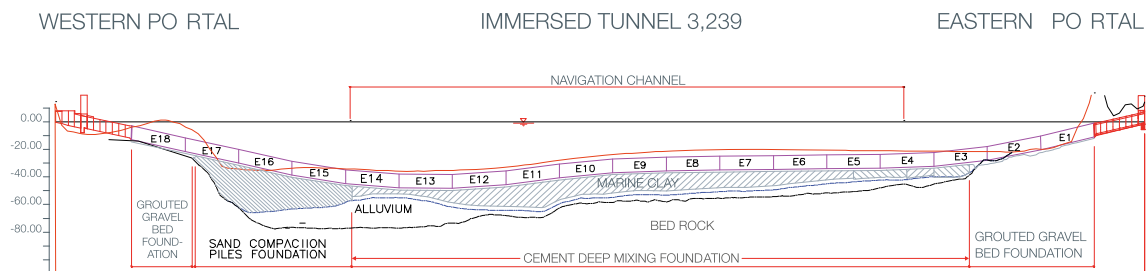 WESTERN PO RTAL
IMMERSED TUNNEL 3,239
EASTERN PO RTAL
NAVIGATION CHANNEL
0.00
-20.00
-40.00
-60.00
-80.00
E18
E17
E16
E15
E14
E13
E12
E11
E10
E9
E8
E7
E6
E5
E4
E3
E2
E1
MARINE CLAY
ALLUVIUM
BED ROCK
GROUTED
GRAVEL
BED
FOUND-
ATION
SAND COMPACIION
PILES FOUNDATION
CEMENT DEEP MIXING FOUNDATION
GROUTED GRAVEL
BED FOUNDATION